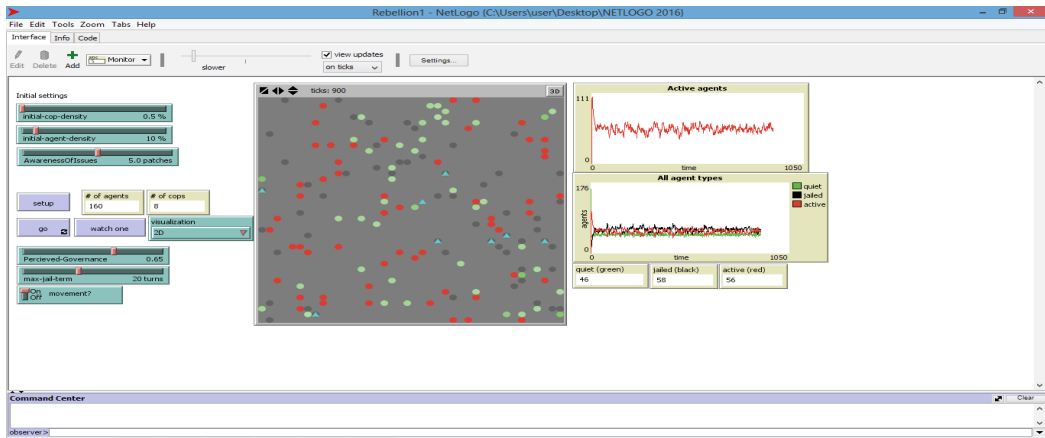 Rebellion1 - NetLogo {C:\Users\user\Desktop\NETLOGO 2016}
File Edit Tools Zoom Tabs Help
Interface Info Code
Edit Delete Add
Monitor
slower
view updates
on ticks
Settings...
Initial settings
initial-cop-density 0.5 %
initial-agent-density 10 %
AwarenessOfIssues 5.0 patches
setup
# of agents
160
# of cops
8
go
watch one
visualization
2D
Percieved-Governance 0.65
max-jail-term 20 turns
On
Off
movement?
ticks: 900
3D
Active agents
111
0
0 time 1050
All agent types
176
agents
0
0 time 1050
quiet
jailed
active
quiet (green)
46
jailed (black)
58
active (red)
56
Command Center
Clear
observer>